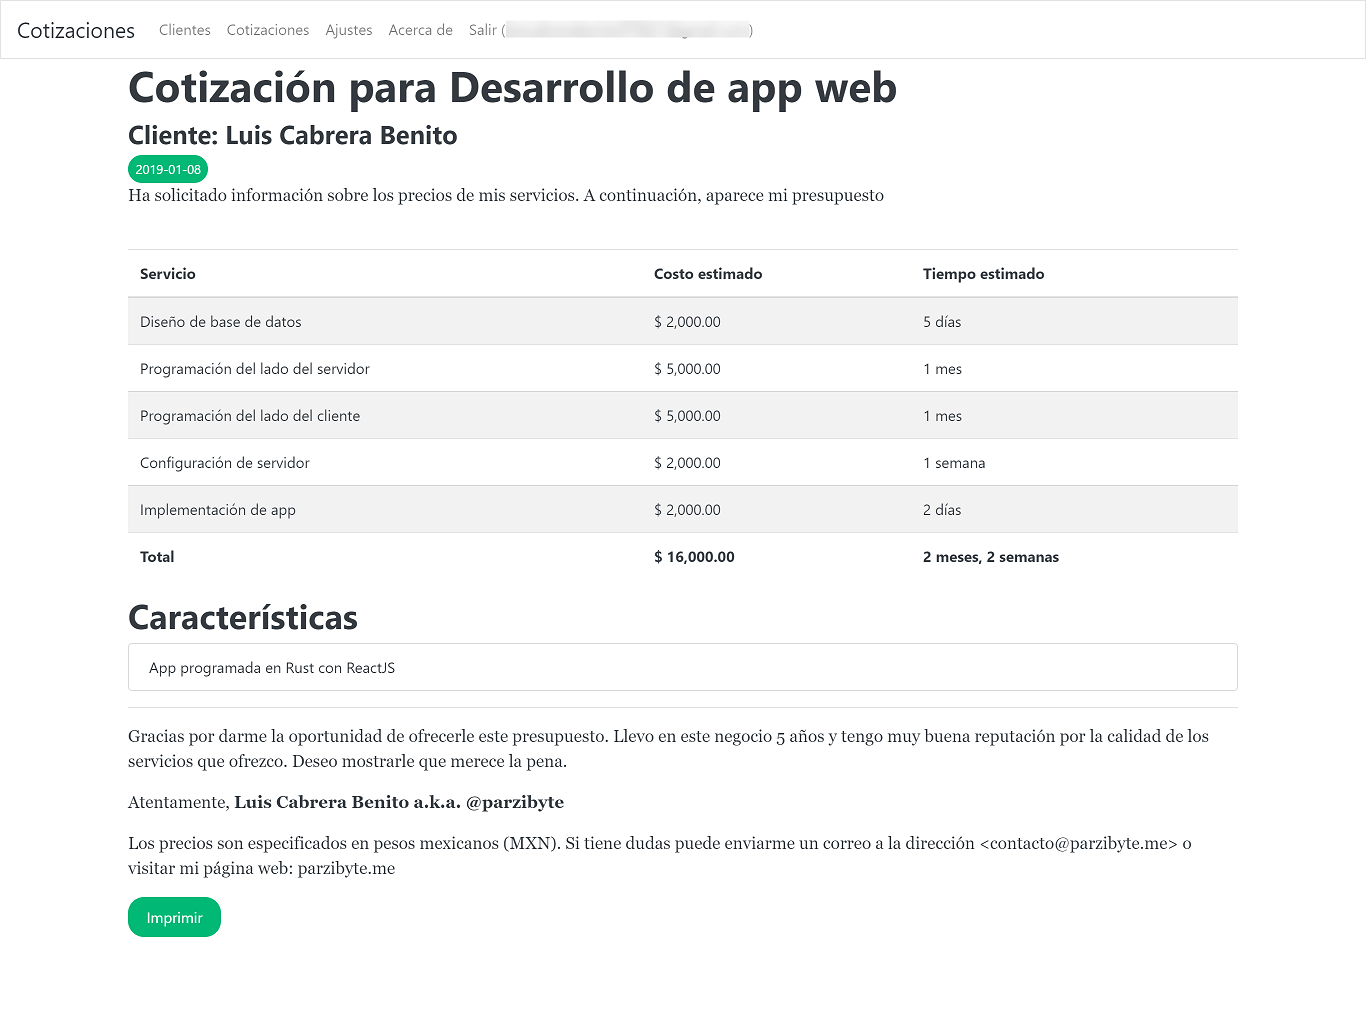 Cotizaciones Clientes Cotizaciones Ajustes Acerca de Salir ( )
Cotización para Desarrollo de app web
Cliente: Luis Cabrera Benito
2019-01-08
Ha solicitado información sobre los precios de mis servicios. A continuación, aparece mi presupuesto
Servicio Costo estimado Tiempo estimado
Diseño de base de datos $ 2,000.00 5 días
Programación del lado del servidor $ 5,000.00 1 mes
Programación del lado del cliente $ 5,000.00 1 mes
Configuración de servidor $ 2,000.00 1 semana
Implementación de app $ 2,000.00 2 días
Total $ 16,000.00 2 meses, 2 semanas
Características
App programada en Rust con ReactJS
Gracias por darme la oportunidad de ofrecerle este presupuesto. Llevo en este negocio 5 años y tengo muy buena reputación por la calidad de los
servicios que ofrezco. Deseo mostrarle que merece la pena.
Atentamente, Luis Cabrera Benito a.k.a. @parzibyte
Los precios son especificados en pesos mexicanos (MXN). Si tiene dudas puede enviarme un correo a la dirección <contacto@parzibyte.me> o
visitar mi página web: parzibyte.me
Imprimir